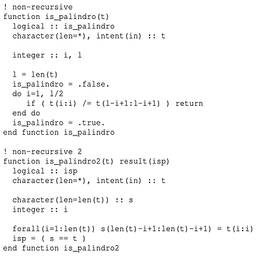 ! non-recursive
function is_palindro(t)
logical :: is_palindro
character(len=*), intent(in) :: t
integer :: i, l
l = len(t)
is_palindro = .false.
do i=1, l/2
if ( t(i:i) /= t(l-i+1:l-i+1) ) return
end do
is_palindro = .true.
end function is_palindro
! non-recursive 2
function is_palindro2(t) result(isp)
logical :: isp
character(len=*), intent(in) :: t
character(len=len(t)) :: s
integer :: i
forall(i=1:len(t)) s(len(t)-i+1:len(t)-i+1) = t(i:i)
isp = ( s == t )
end function is_palindro2